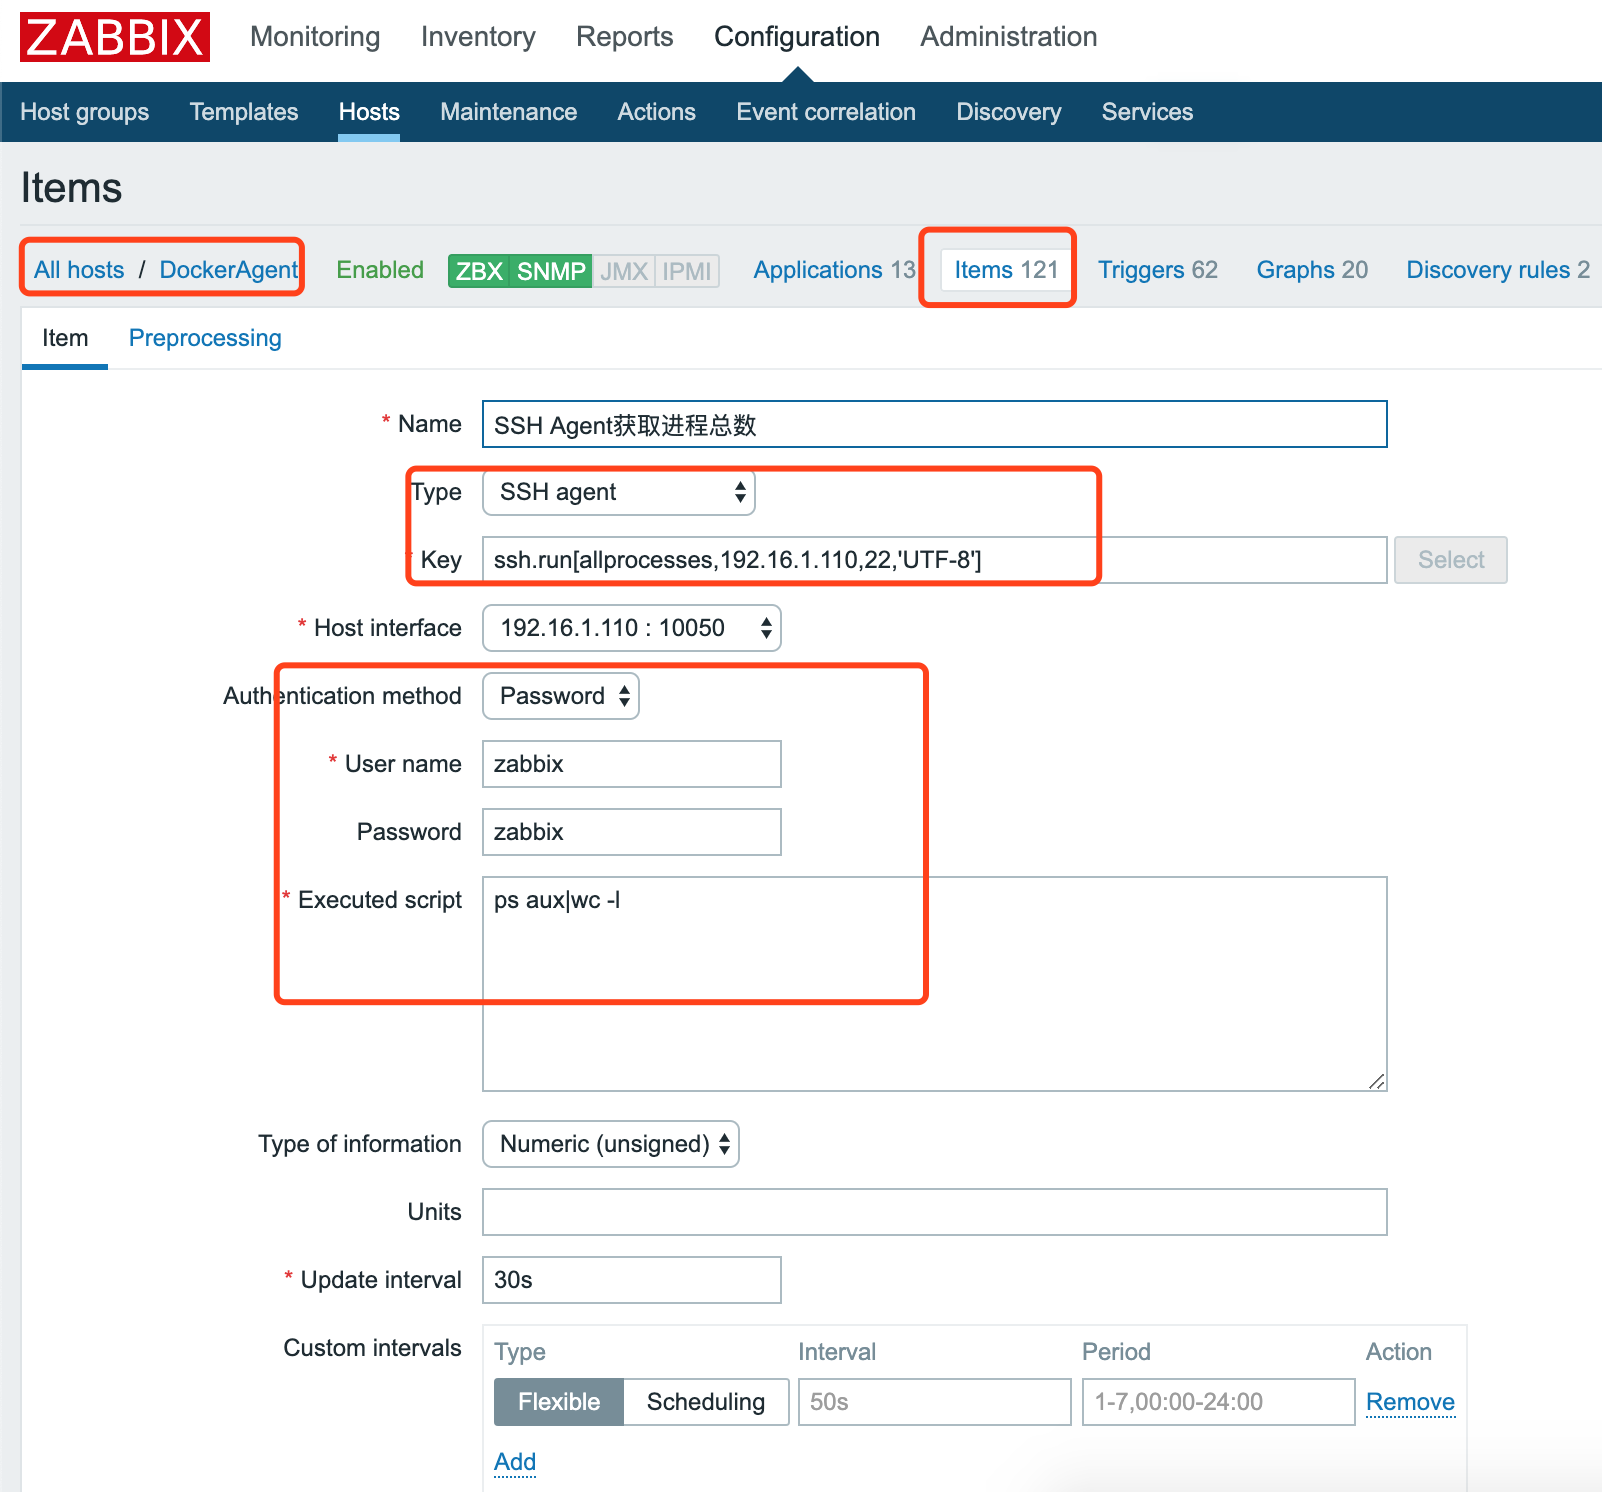 ZABBIX Monitoring Inventory Reports Configuration Administration
Host groups Templates Hosts Maintenance Actions Event correlation Discovery Services
Items
All hosts / DockerAgent Enabled ZBX SNMP JMX IPMI Applications 13 Items 121 Triggers 62 Graphs 20 Discovery rules 2
Item Preprocessing
* Name SSH Agent获取进程总数
Type SSH agent
* Key ssh.run[allprocesses,192.16.1.110,22,'UTF-8'] Select
* Host interface 192.16.1.110 : 10050
Authentication method Password
* User name zabbix
Password zabbix
* Executed script ps aux|wc -l
Type of information Numeric (unsigned)
Units
* Update interval 30s
Custom intervals Type Interval Period Action
Flexible Scheduling 50s 1-7,00:00-24:00 Remove
Add